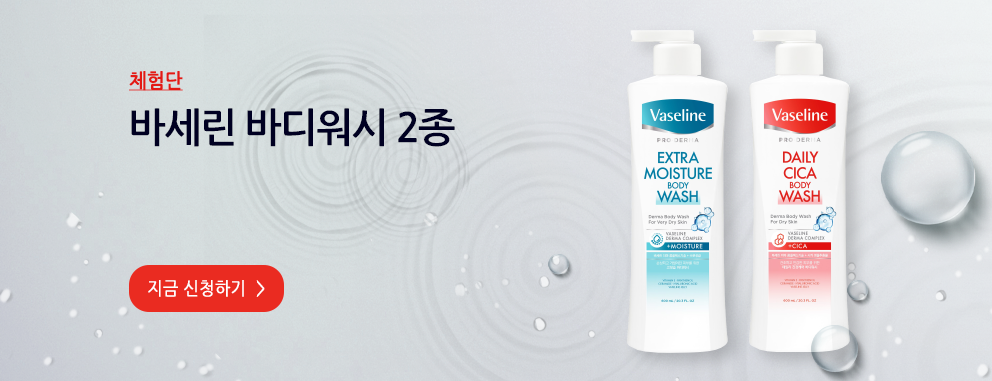 체험단
바세린 바디워시 2종
지금 신청하기
Vaseline
PRO DERMA
EXTRA
MOISTURE
BODY
WASH
Derma Body Wash
For Very Dry Skin
VASELINE
DERMA COMPLEX
+MOISTURE
Vaseline
PRO DERMA
DAILY
CICA
BODY
WASH
Derma Body Wash
For Dry Skin
VASELINE
DERMA COMPLEX
+CICA